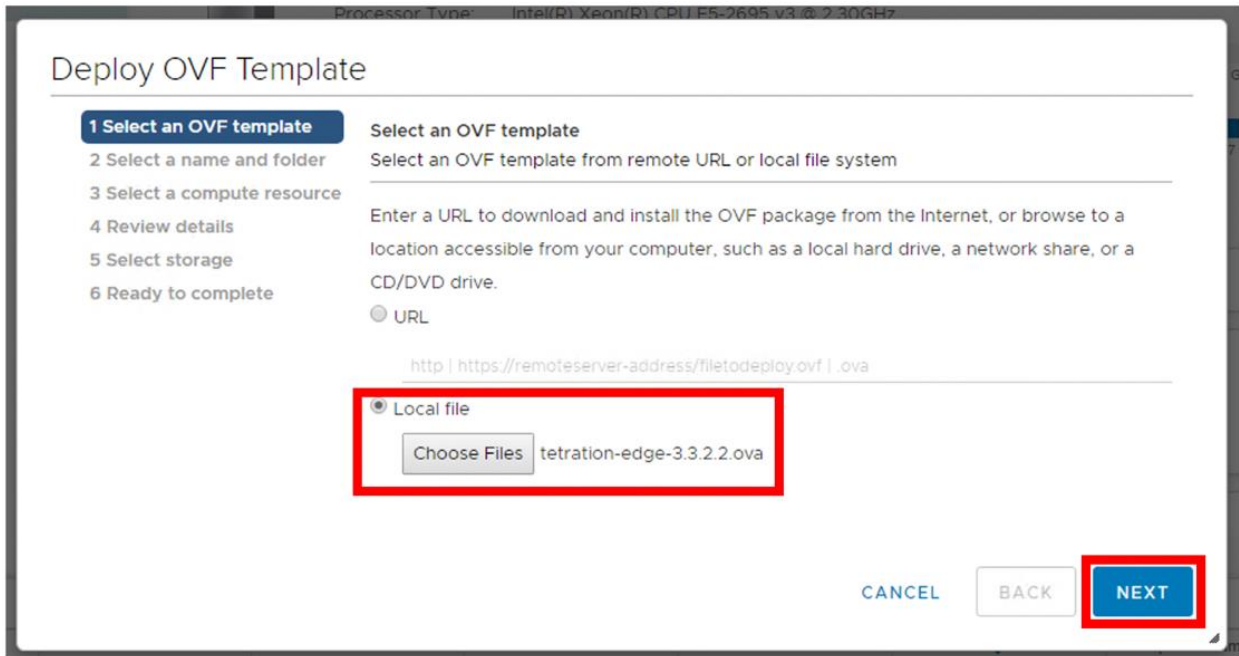 Processor Type: Intel(R) Xeon(R) CPU E5-2695 v3 @ 2.30GHz
Deploy OVF Template
1 Select an OVF template
2 Select a name and folder
3 Select a compute resource
4 Review details
5 Select storage
6 Ready to complete
Select an OVF template
Select an OVF template from remote URL or local file system
Enter a URL to download and install the OVF package from the Internet, or browse to a
location accessible from your computer, such as a local hard drive, a network share, or a
CD/DVD drive.
URL
http | https://remoteserver-address/filetodeploy.ovf | .ova
Local file
Choose Files tetration-edge-3.3.2.2.ova
CANCEL BACK NEXT